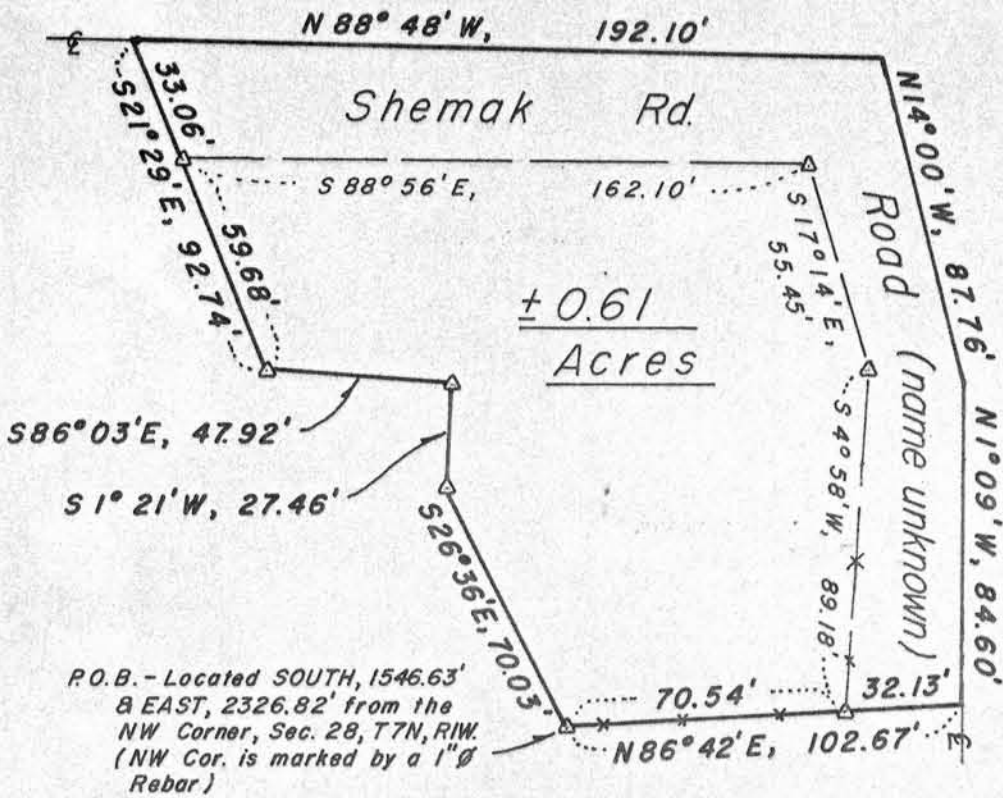 N 88° 48' W, 192.10'
℄
33.06'
S21° 29'E, 92.74'
Shemak Rd.
N14°00'W, 87.76'
S 88° 56'E, 162.10'
59.68'
S 17° 14' E,
55.45'
Road (name unknown)
± 0.61
Acres
S86°03'E, 47.92'
S 4° 58' W, 89.18'
N 1° 09' W, 84.60'
S 1° 21' W, 27.46'
S26°36'E, 70.03'
P.O.B. - Located SOUTH, 1546.63'
& EAST, 2326.82' from the
NW Corner, Sec. 28, T7N, R1W.
(NW Cor. is marked by a 1"Ø
Rebar)
70.54'
32.13'
N86°42'E, 102.67'
℄